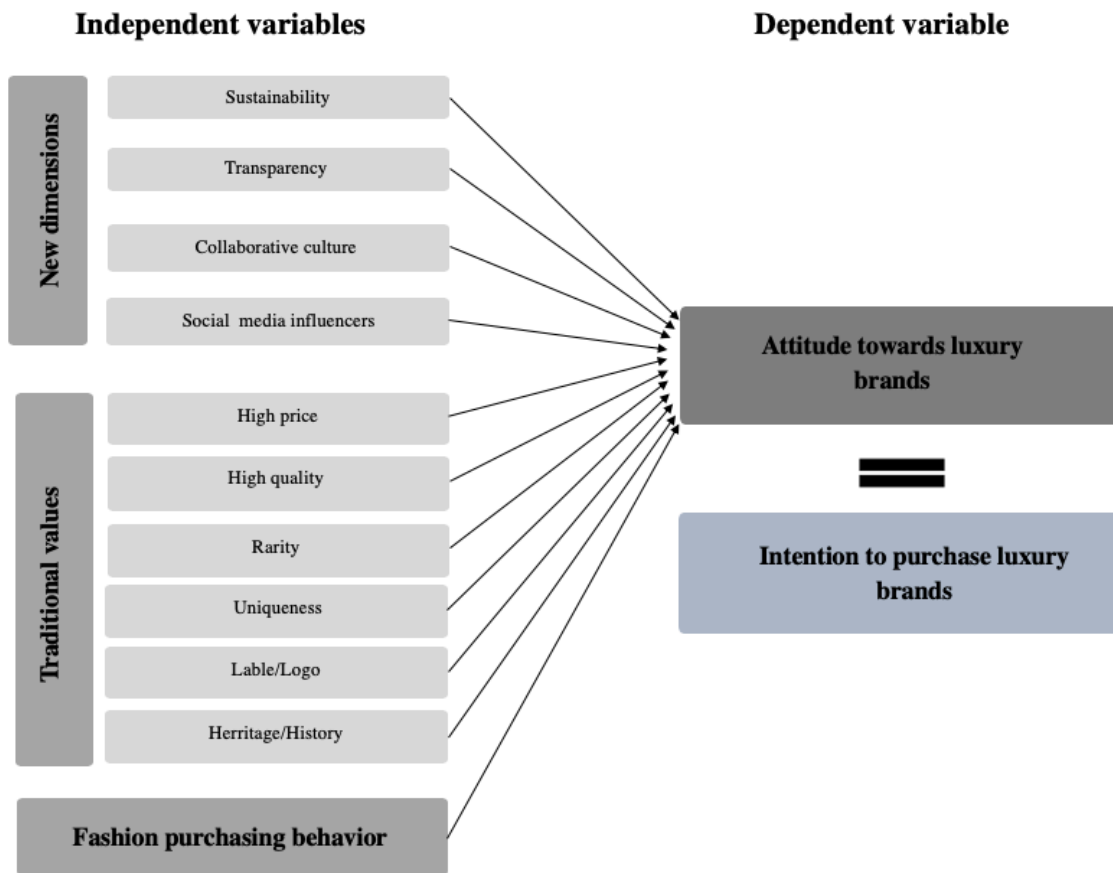 Independent variables
Dependent variable
New dimensions
Sustainability
Transparency
Collaborative culture
Social media influencers
Traditional values
High price
High quality
Rarity
Uniqueness
Lable/Logo
Herritage/History
Fashion purchasing behavior
Attitude towards luxury
brands
Intention to purchase luxury
brands